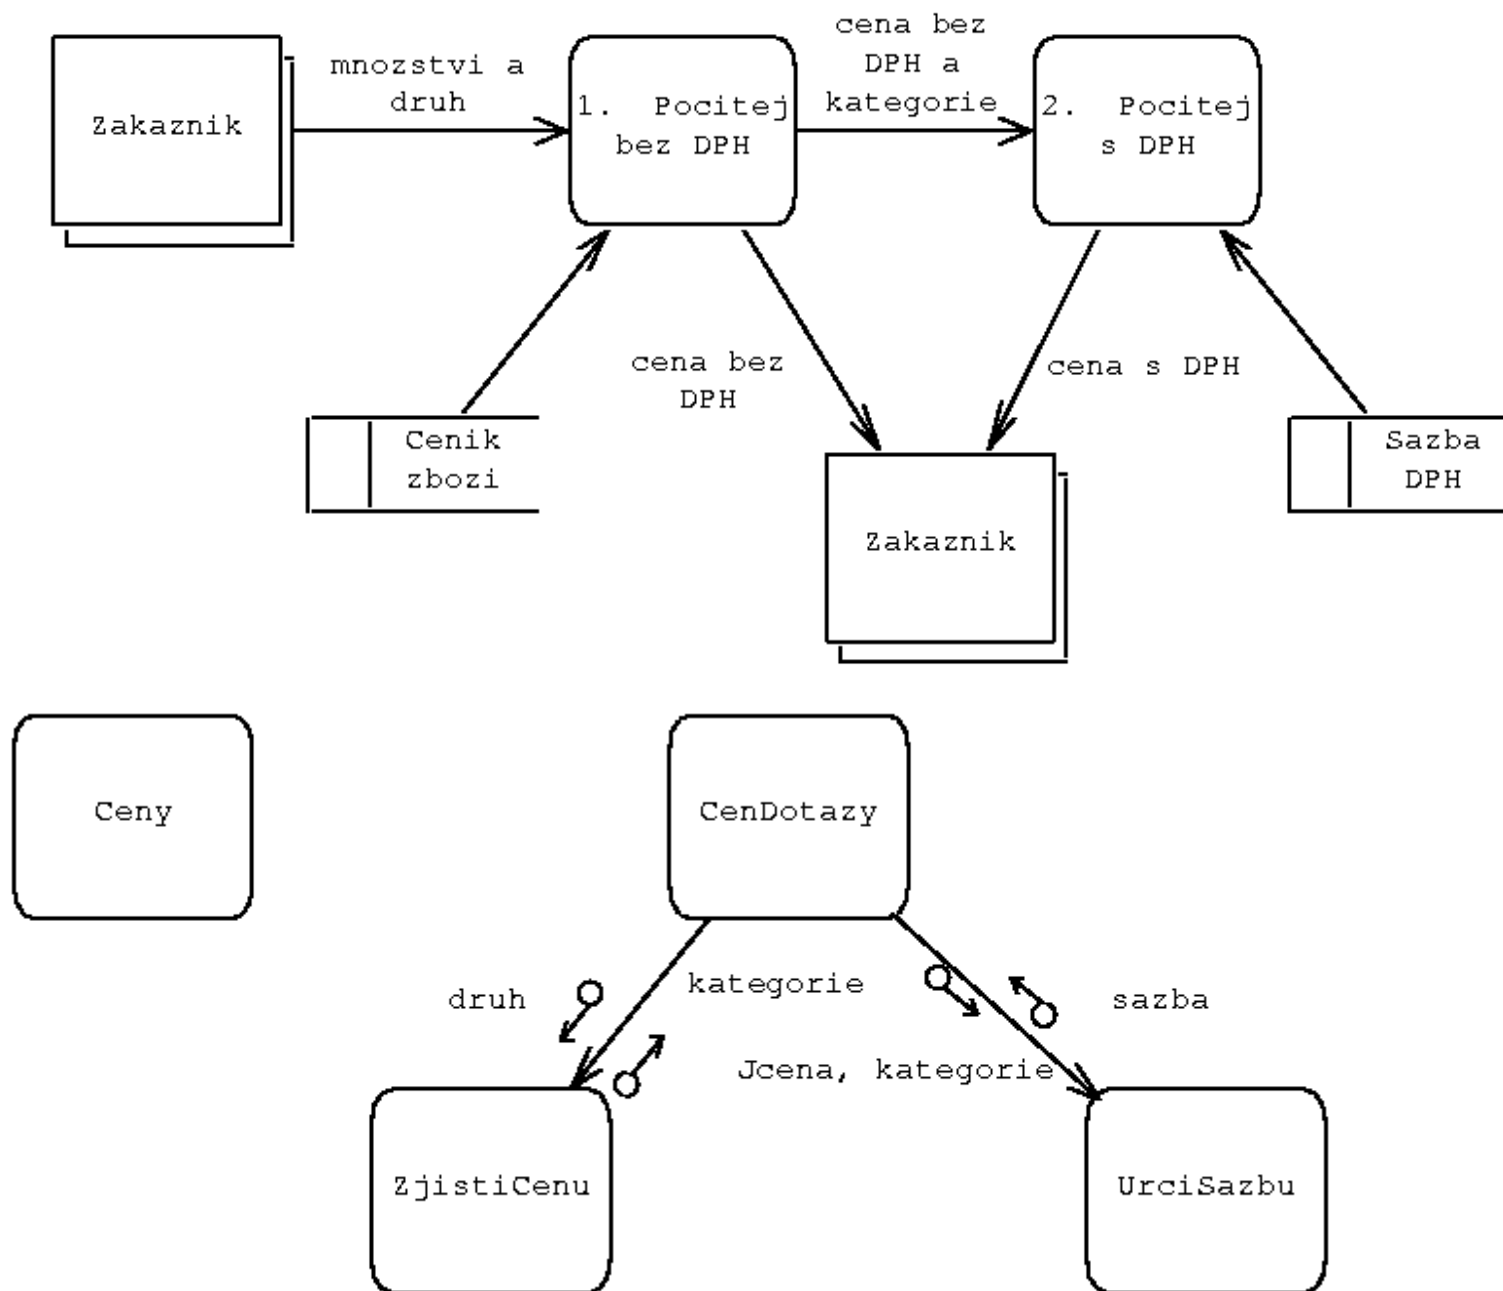 mnozstvi a
druh
cena bez
DPH a
kategorie
Zakaznik
1. Pocitej
bez DPH
2. Pocitej
s DPH
cena bez
DPH
cena s DPH
Cenik
zbozi
Sazba
DPH
Zakaznik
Ceny
CenDotazy
druh
kategorie
sazba
Jcena, kategorie
ZjistiCenu
UrciSazbu